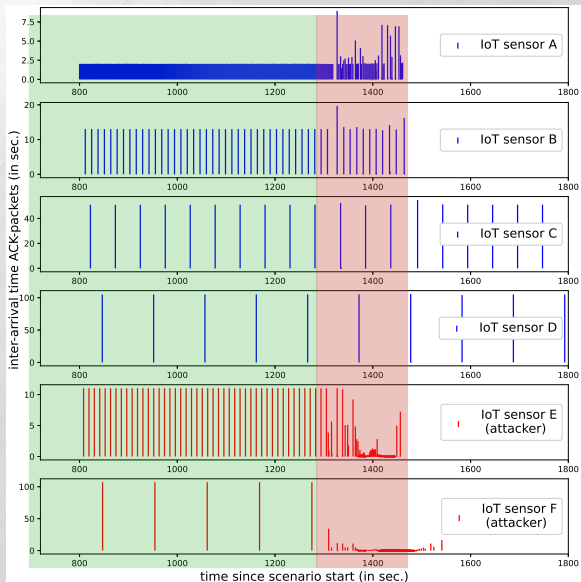 7.5
5.0
2.5
0.0
IoT sensor A
800 1000 1200 1400 1600 1800
20
10
0
IoT sensor B
800 1000 1200 1400 1600 1800
40
20
0
IoT sensor C
800 1000 1200 1400 1600 1800
100
50
0
IoT sensor D
800 1000 1200 1400 1600 1800
10
5
0
IoT sensor E
(attacker)
800 1000 1200 1400 1600 1800
100
50
0
IoT sensor F
(attacker)
800 1000 1200 1400 1600 1800
inter-arrival time ACK-packets (in sec.)
time since scenario start (in sec.)